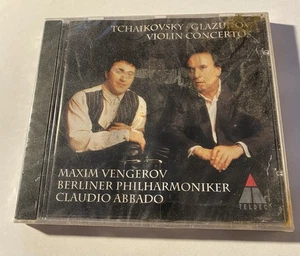 TCHAIKOVSKY · GLAZUNOV
VIOLIN CONCERTOS
MAXIM VENGEROV
BERLINER PHILHARMONIKER
CLAUDIO ABBADO
TELDEC